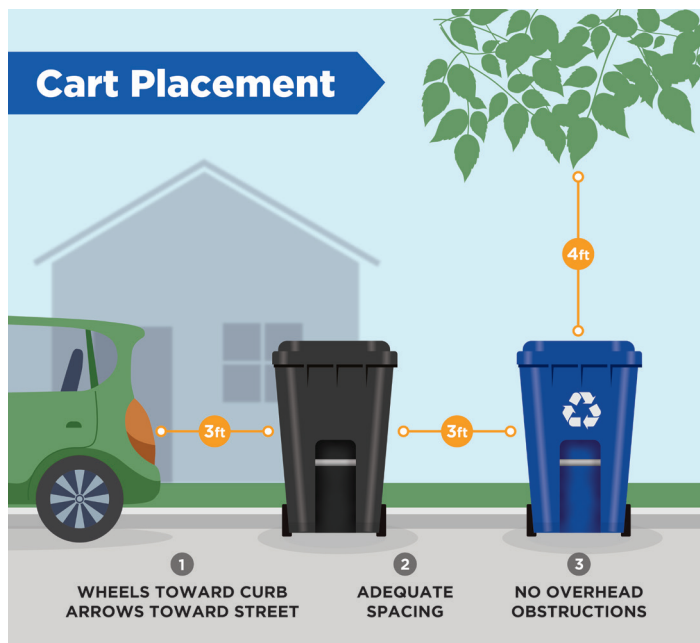 Cart Placement
4ft
3ft
3ft
1
WHEELS TOWARD CURB
ARROWS TOWARD STREET
2
ADEQUATE
SPACING
3
NO OVERHEAD
OBSTRUCTIONS